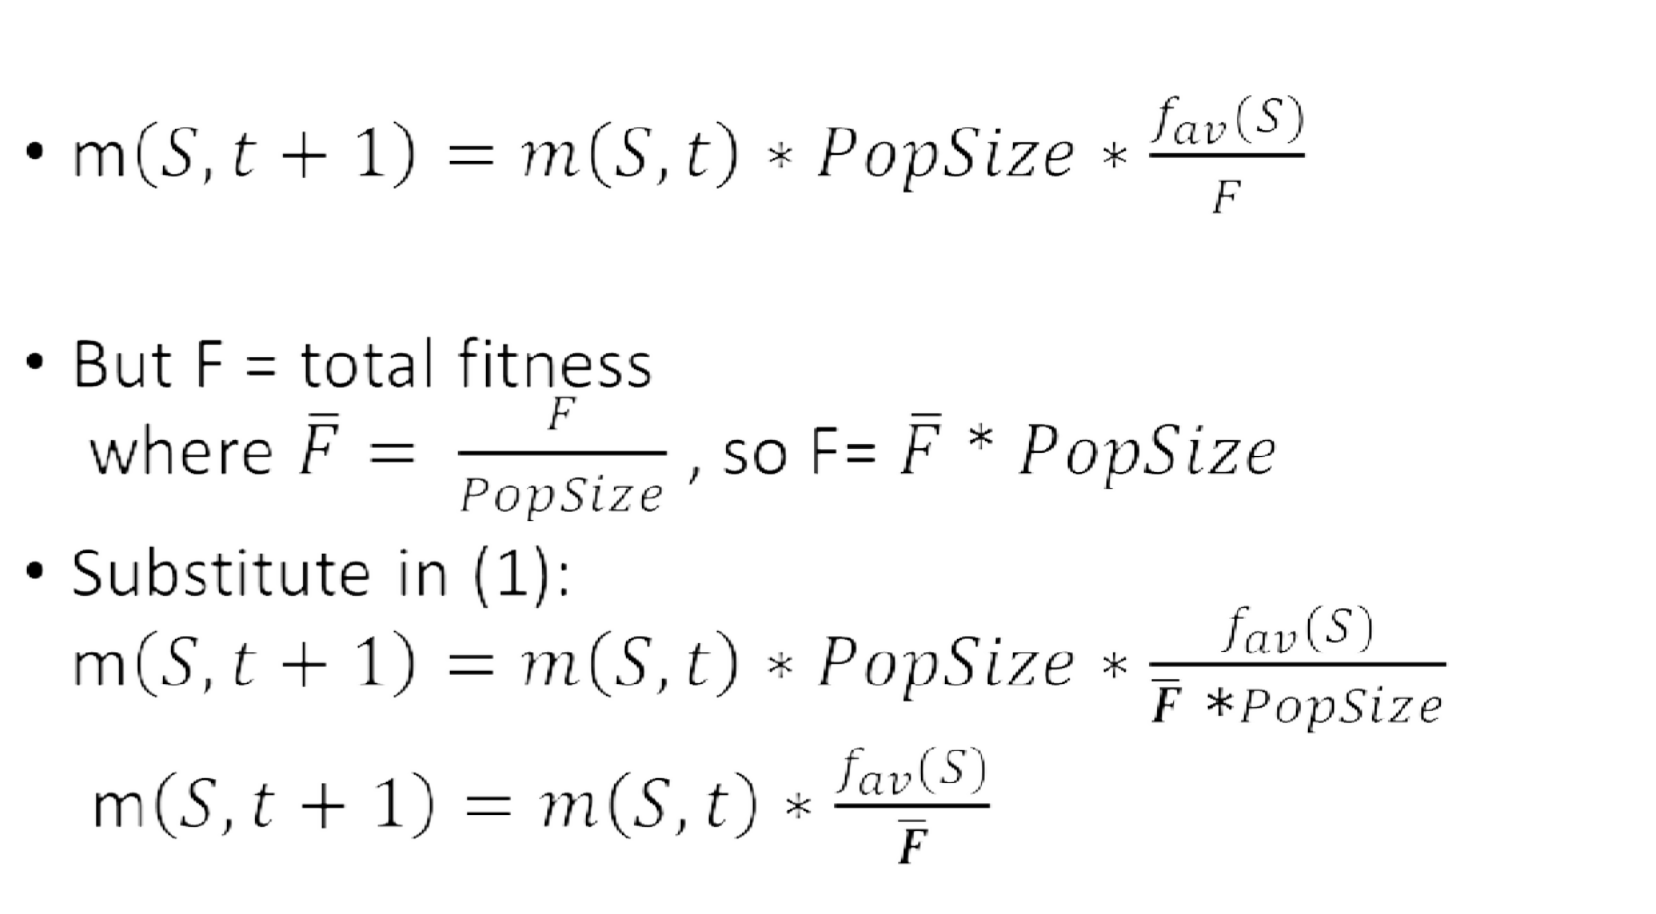 • m(S, t + 1) = m(S, t) * PopSize * f_av(S)/F
• But F = total fitness
where F̅ = F/PopSize , so F= F̅ * PopSize
• Substitute in (1):
m(S, t + 1) = m(S, t) * PopSize * f_av(S)/F̅ *PopSize
m(S, t + 1) = m(S, t) * f_av(S)/F̅